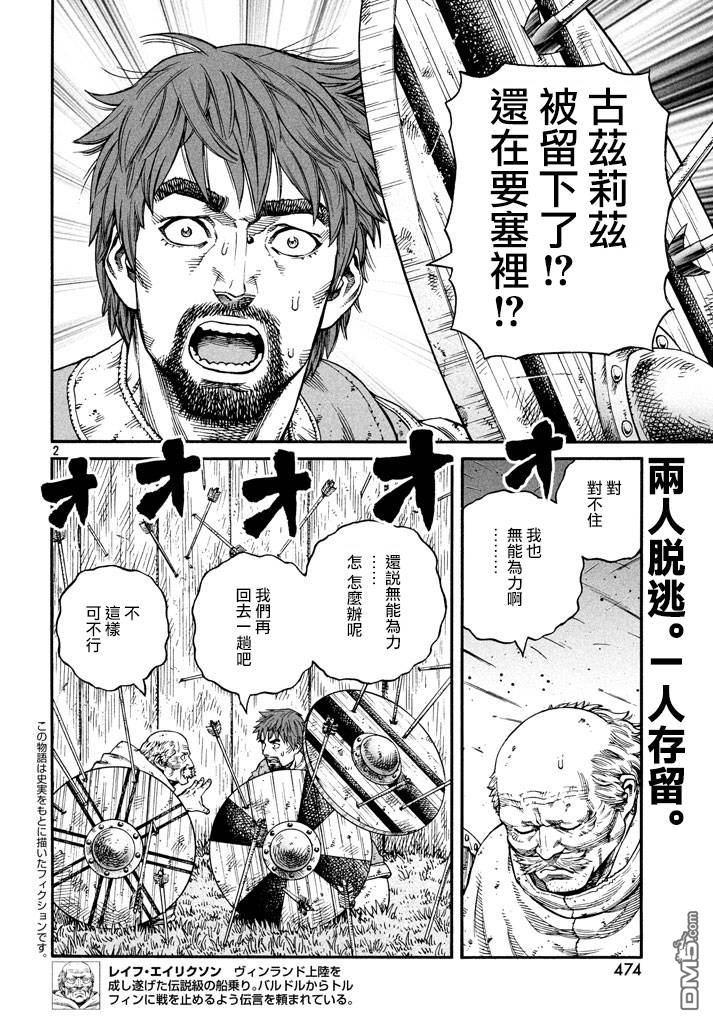 古茲莉茲
被留下了!?
還在要塞裡!?
2
兩人脱逃。一人存留。
對
對不住
我也
無能為力啊
………
オ
オ
オ
オ
オ
………
還説無能為力
怎 怎麼辦呢
我們再
回去一趟吧
不
這樣
可不行
この物語は史実をもとに描いたフィクションです。
レイフ・エイリクソン ヴィンランド上陸を
成し遂げた伝説級の船乗り。バルドルからトル
フィンに戦を止めるよう伝言を頼まれている。
474
DM5.com